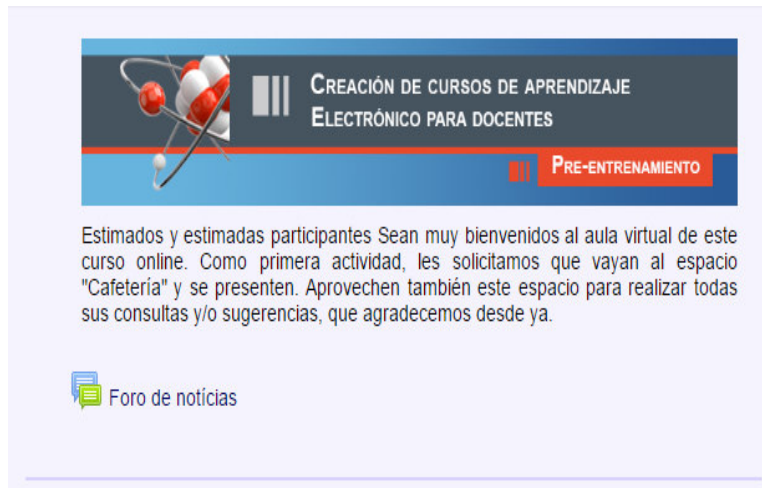 CREACIÓN DE CURSOS DE APRENDIZAJE
ELECTRÓNICO PARA DOCENTES
PRE-ENTRENAMIENTO
Estimados y estimadas participantes Sean muy bienvenidos al aula virtual de este
curso online. Como primera actividad, les solicitamos que vayan al espacio
"Cafetería" y se presenten. Aprovechen también este espacio para realizar todas
sus consultas y/o sugerencias, que agradecemos desde ya.
Foro de notícias